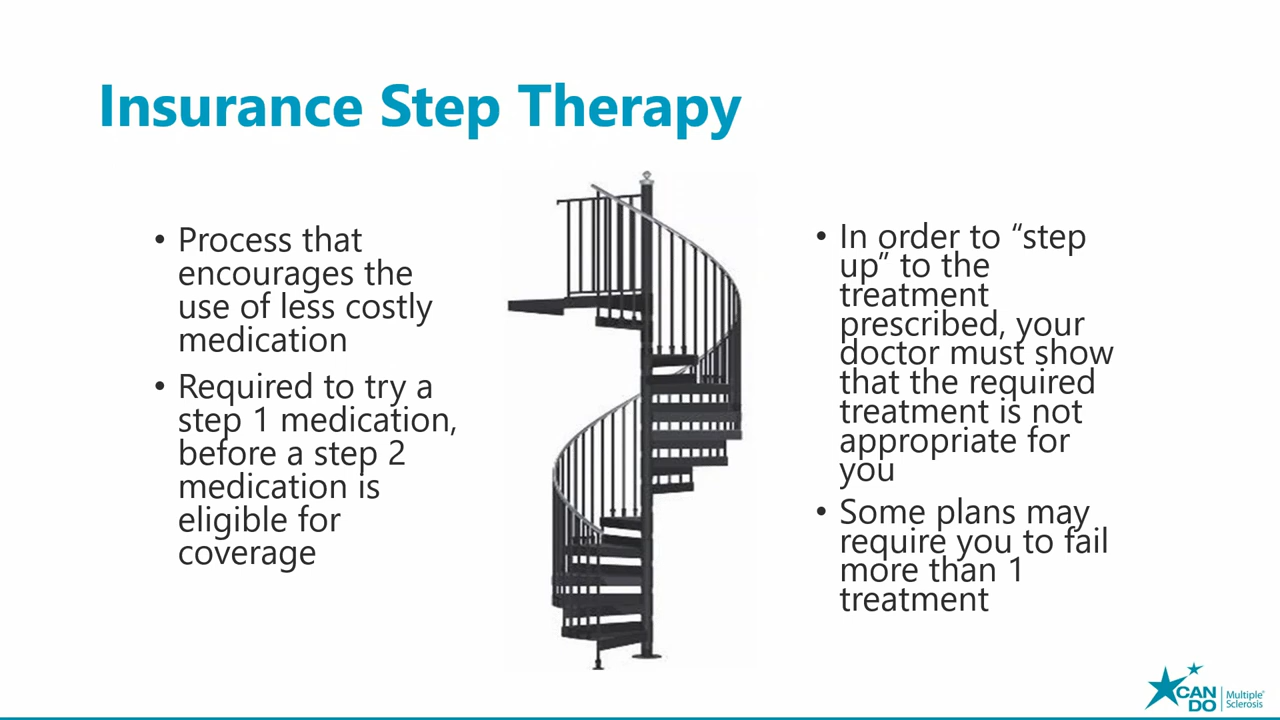 Insurance Step Therapy
• Process that
encourages the
use of less costly
medication
• Required to try a
step 1 medication,
before a step 2
medication is
eligible for
coverage
• In order to “step
up” to the
treatment
prescribed, your
doctor must show
that the required
treatment is not
appropriate for
you
• Some plans may
require you to fail
more than 1
treatment
CAN
DO
Multiple®
Sclerosis